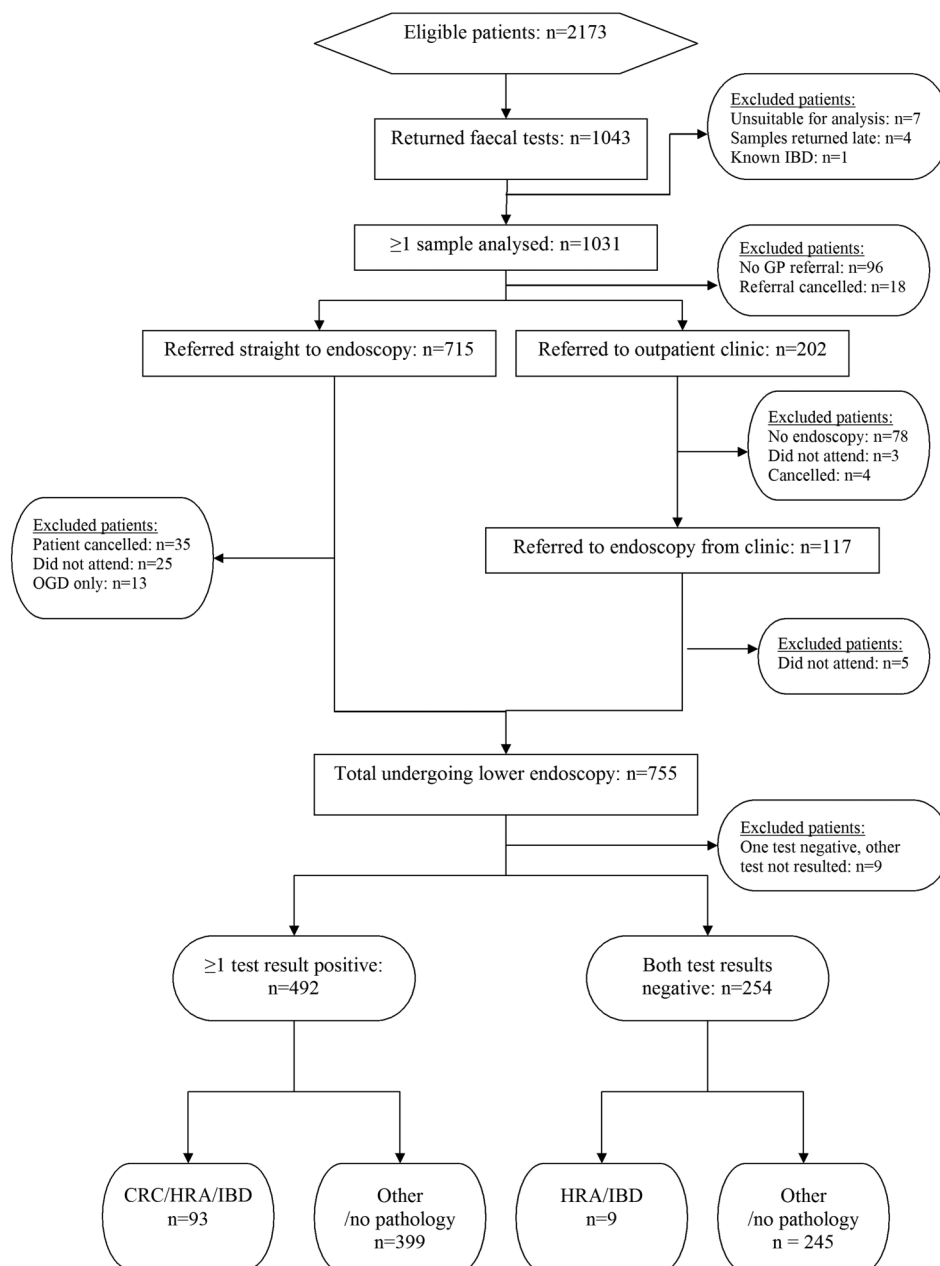 Eligible patients: n=2173
Excluded patients:
Unsuitable for analysis: n=7
Samples returned late: n=4
Known IBD: n=1
Returned faecal tests: n=1043
≥1 sample analysed: n=1031
Excluded patients:
No GP referral: n=96
Referral cancelled: n=18
Referred straight to endoscopy: n=715
Referred to outpatient clinic: n=202
Excluded patients:
No endoscopy: n=78
Did not attend: n=3
Cancelled: n=4
Excluded patients:
Patient cancelled: n=35
Did not attend: n=25
OGD only: n=13
Referred to endoscopy from clinic: n=117
Excluded patients:
Did not attend: n=5
Total undergoing lower endoscopy: n=755
Excluded patients:
One test negative, other
test not resulted: n=9
≥1 test result positive:
n=492
Both test results
negative: n=254
CRC/HRA/IBD
n=93
Other
/no pathology
n=399
HRA/IBD
n=9
Other
/no pathology
n = 245